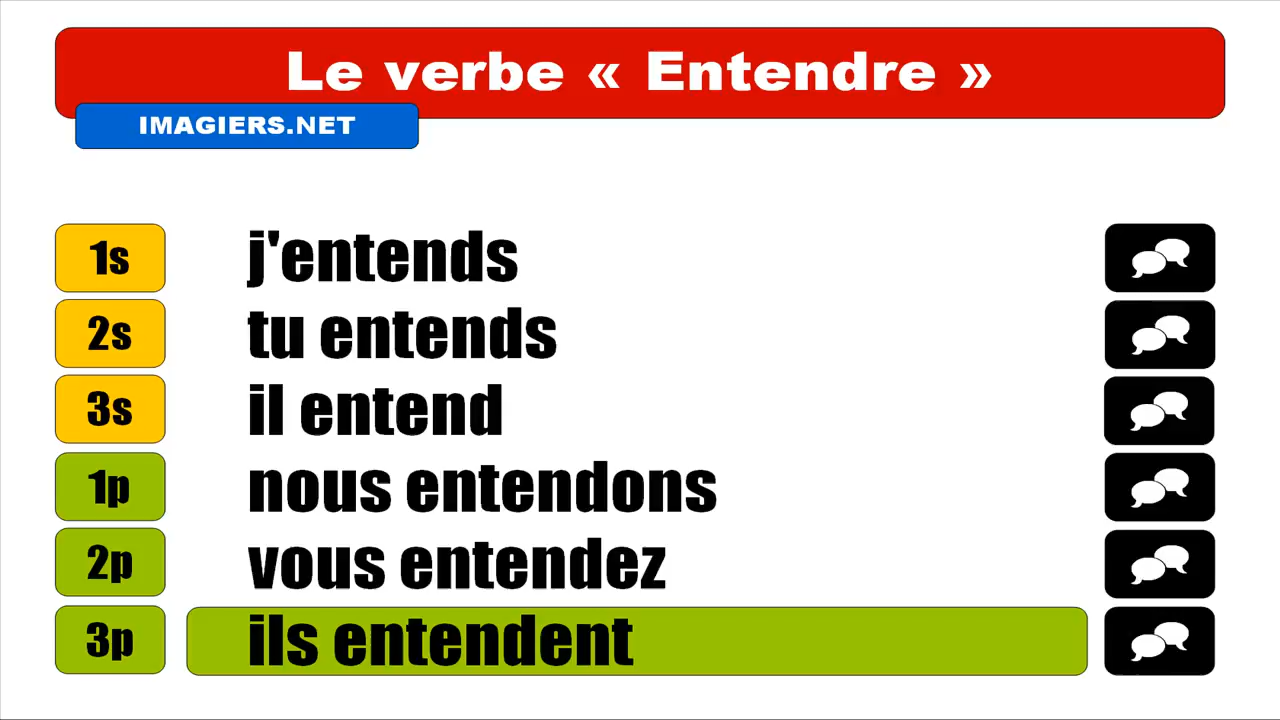 Le verbe « Entendre »
IMAGIERS.NET
1s j'entends
2s tu entends
3s il entend
1p nous entendons
2p vous entendez
3p ils entendent